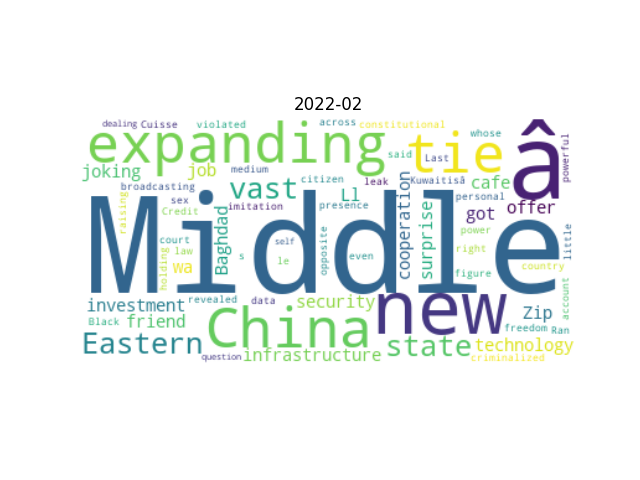 2022-02
dealing Cuisse violated across constitutional whose
expanding tie â powerful
said Last
joking job medium citizen leak Kuwaitisâ cafe
broadcasting vast Ll cooperation personal
raising sex imitation presence surprise got offer
Credit Baghdad
Middle
court self opposite power little
law s le even right
holding wa figure country
investment revealed data security new Zip account
Black friend China freedom Ran
Eastern infrastructure state technology
question criminalized